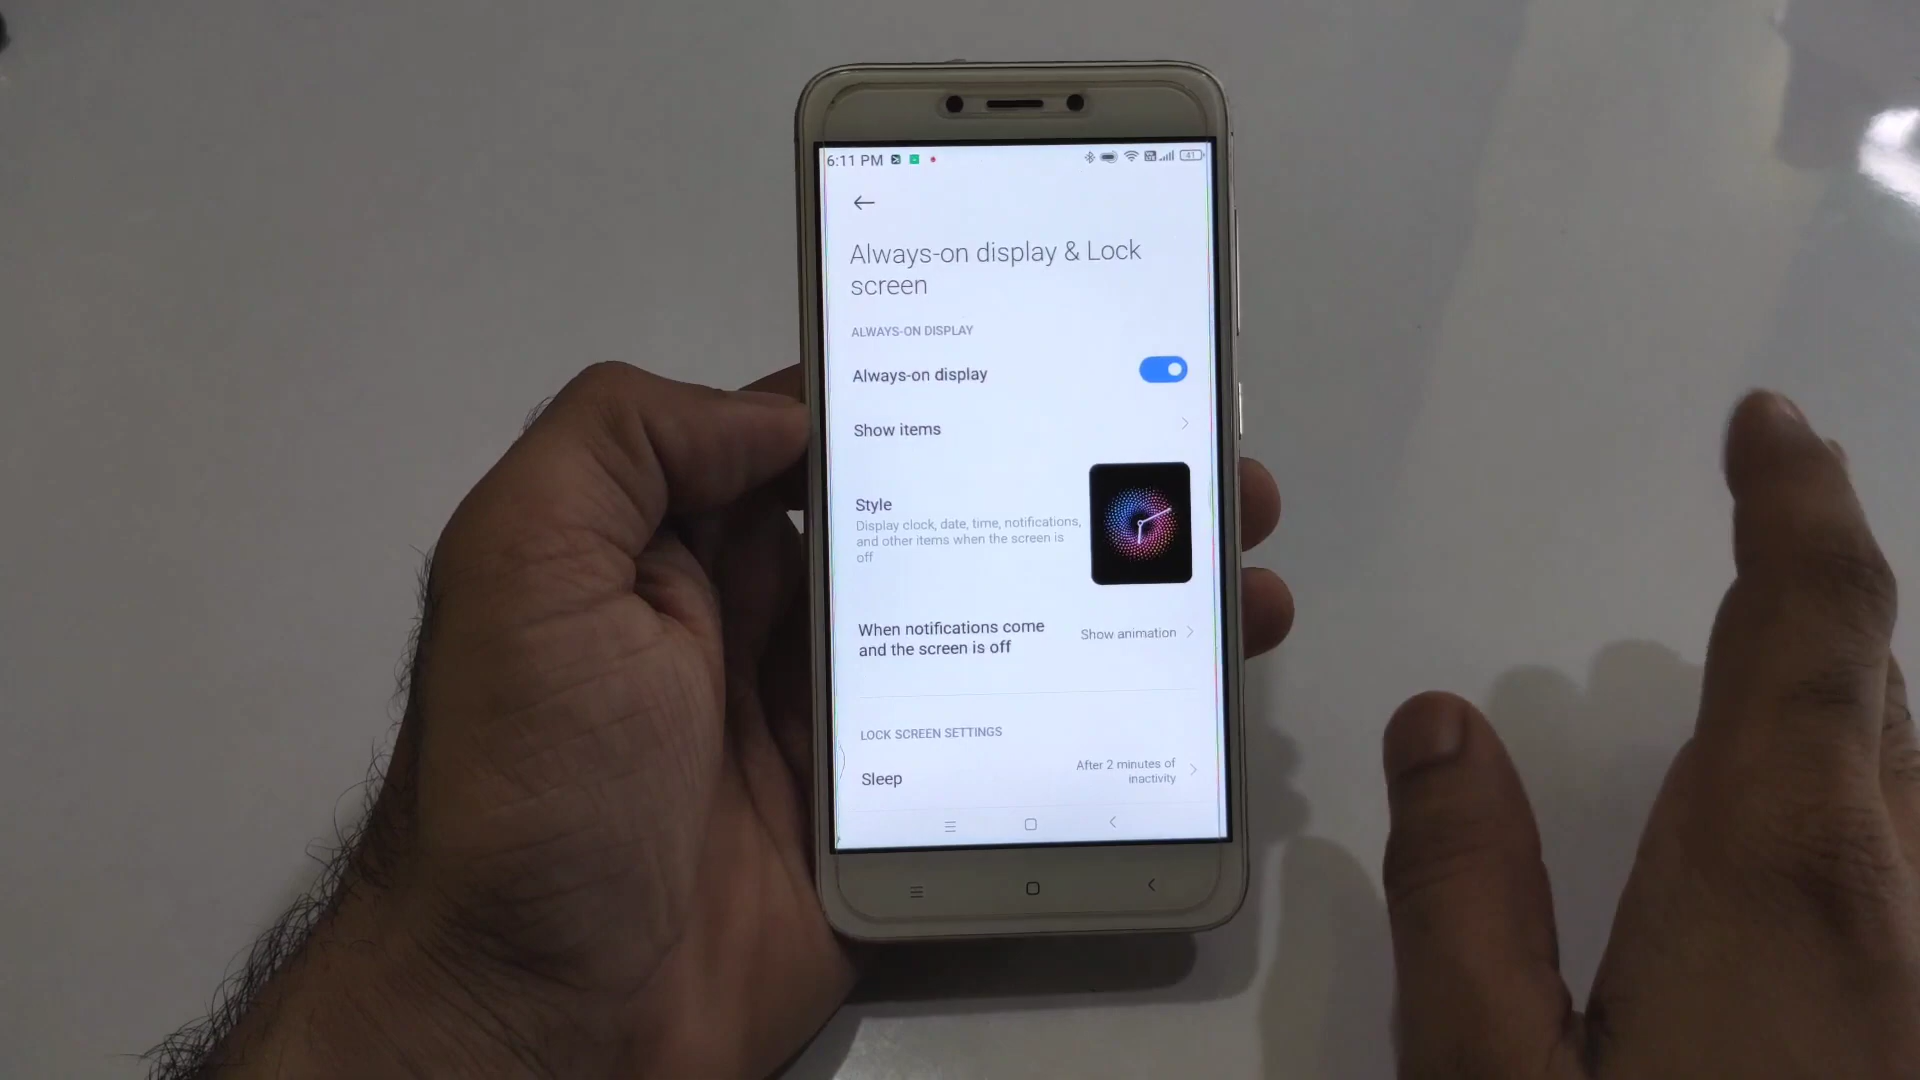 6:11 PM
41
Always-on display & Lock
screen
ALWAYS-ON DISPLAY
Always-on display
Show items
Style
Display clock, date, time, notifications,
and other items when the screen is
off
When notifications come
and the screen is off
Show animation
LOCK SCREEN SETTINGS
Sleep
After 2 minutes of
inactivity